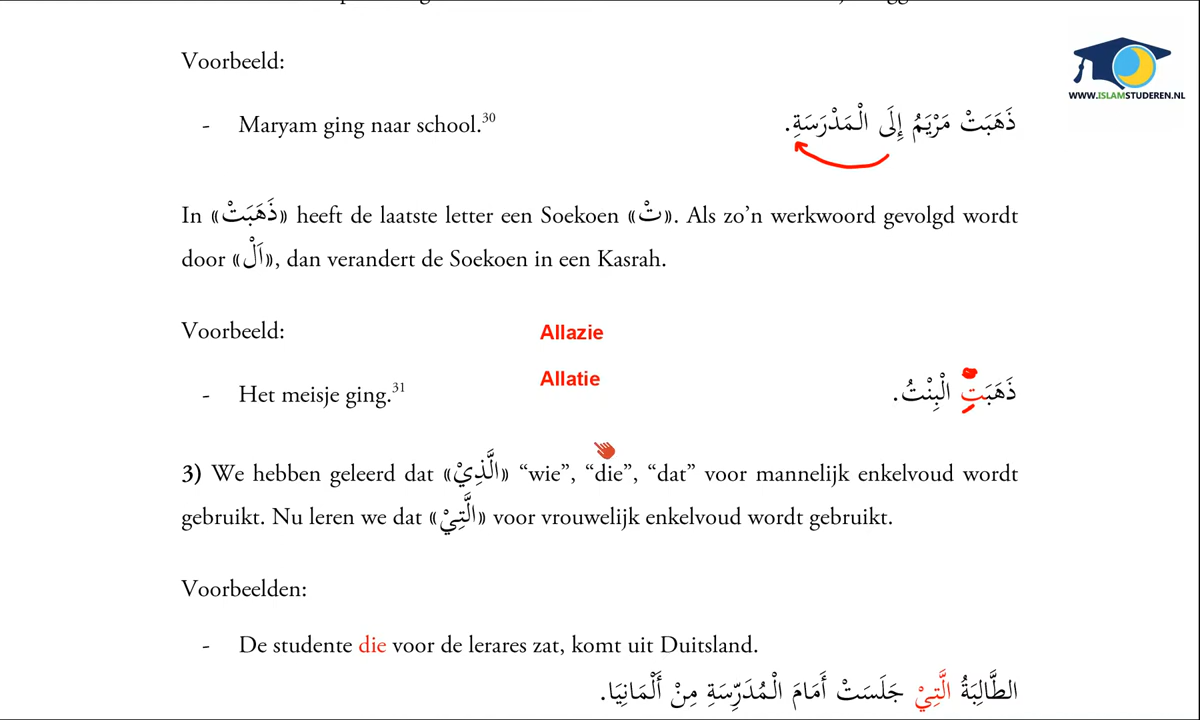 WWW.ISLAMSTUDEREN.NL
Voorbeeld:
- Maryam ging naar school.30 ذَهَبَتْ مَرْيَمُ إِلَى الْمَدْرَسَةِ.
In «ذَهَبَتْ» heeft de laatste letter een Soekoen «تْ». Als zo’n werkwoord gevolgd wordt
door «اَلْ», dan verandert de Soekoen in een Kasrah.
Voorbeeld:
Allazie
Allatie
- Het meisje ging.31 ذَهَبَتِ الْبِنْتُ.
3) We hebben geleerd dat «الَّذِيْ» “wie”, “die”, “dat” voor mannelijk enkelvoud wordt
gebruikt. Nu leren we dat «الَّتِيْ» voor vrouwelijk enkelvoud wordt gebruikt.
Voorbeelden:
- De studente die voor de lerares zat, komt uit Duitsland.
الطَّالِبَةُ الَّتِيْ جَلَسَتْ أَمَامَ الْمُدَرِّسَةِ مِنْ أَلْمَانِيَا.